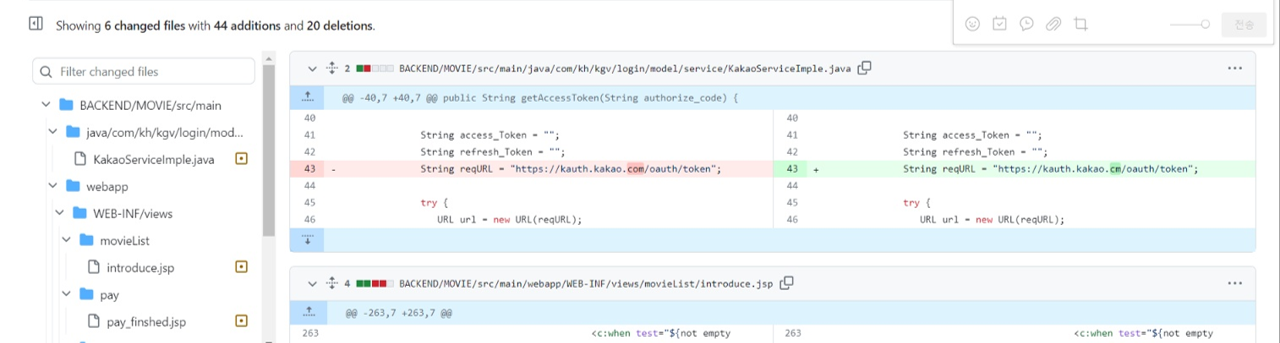 Showing 6 changed files with 44 additions and 20 deletions.
전송
Filter changed files
BACKEND/MOVIE/src/main
java/com/kh/kgv/login/mod...
KakaoServiceImple.java
webapp
WEB-INF/views
movieList
introduce.jsp
pay
pay_finshed.jsp
2 BACKEND/MOVIE/src/main/java/com/kh/kgv/login/model/service/KakaoServiceImple.java
@@ -40,7 +40,7 @@ public String getAccessToken(String authorize_code) {
40 40
41 String access_Token = ""; 41 String access_Token = "";
42 String refresh_Token = ""; 42 String refresh_Token = "";
43 - String reqURL = "https://kauth.kakao.com/oauth/token"; 43 + String reqURL = "https://kauth.kakao.cm/oauth/token";
44 44
45 try { 45 try {
46 URL url = new URL(reqURL); 46 URL url = new URL(reqURL);
4 BACKEND/MOVIE/src/main/webapp/WEB-INF/views/movieList/introduce.jsp
@@ -263,7 +263,7 @@
263 <c:when test="${not empty 263 <c:when test="${not empty